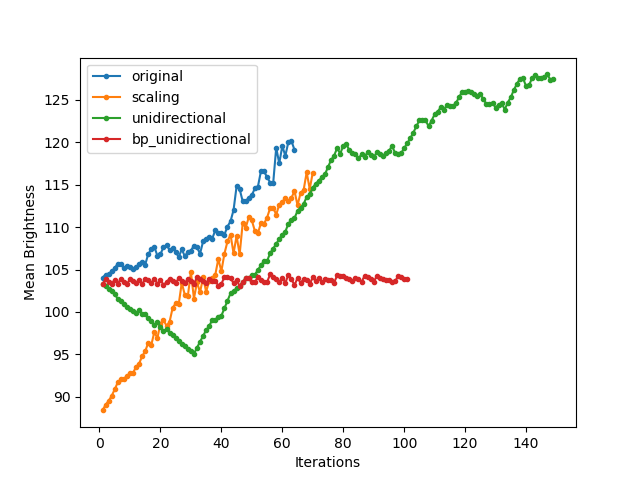 original
scaling
unidirectional
bp_unidirectional
125
120
115
110
105
100
95
90
Mean Brightness
0 20 40 60 80 100 120 140
Iterations